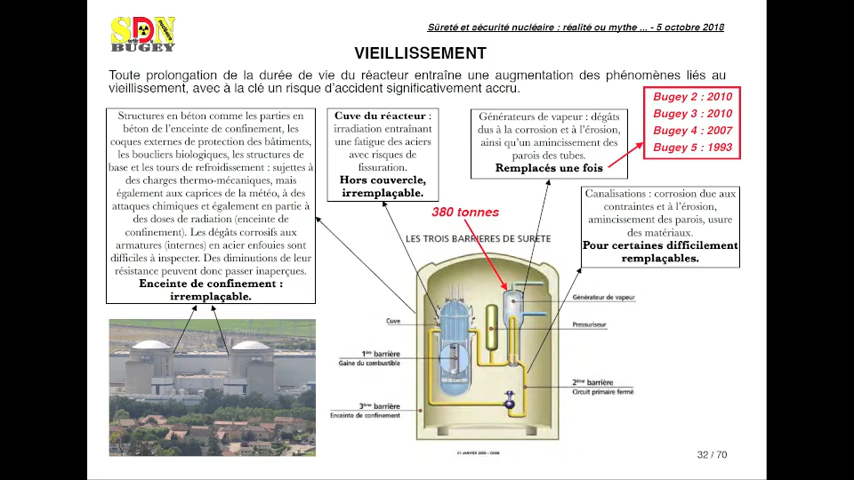 SDN
nucléaire
BUGEY
Sûreté et sécurité nucléaire : réalité ou mythe ... - 5 octobre 2018
VIEILLISSEMENT
Toute prolongation de la durée de vie du réacteur entraîne une augmentation des phénomènes liés au
vieillissement, avec à la clé un risque d'accident significativement accru.
Structures en béton comme les parties en
béton de l'enceinte de confinement, les
coques externes de protection des bâtiments,
les boucliers biologiques, les structures de
base et les tours de refroidissement : sujettes à
des charges thermo-mécaniques, mais
également aux caprices de la météo, à des
attaques chimiques et également en partie à
des doses de radiation (enceinte de
confinement). Les dégâts corrosifs aux
armatures (internes) en acier enfouies sont
difficiles à inspecter. Des diminutions de leur
résistance peuvent donc passer inaperçues.
Enceinte de confinement :
irremplaçable.
Cuve du réacteur :
irradiation entraînant
une fatigue des aciers
avec risques de
fissuration.
Hors couvercle,
irremplaçable.
Générateurs de vapeur : dégâts
dus à la corrosion et à l'érosion,
ainsi qu'un amincissement des
parois des tubes.
Remplacés une fois
Bugey 2 : 2010
Bugey 3 : 2010
Bugey 4 : 2007
Bugey 5 : 1993
Canalisations : corrosion due aux
contraintes et à l'érosion,
amincissement des parois, usure
des matériaux.
Pour certaines difficilement
remplaçables.
380 tonnes
LES TROIS BARRIERES DE SURETE
Générateur de vapeur
Pressuriseur
Cuve
1ère barrière
Gaine du combustible
2ème barrière
Circuit primaire fermé
3ème barrière
Enceinte de confinement
32 / 70